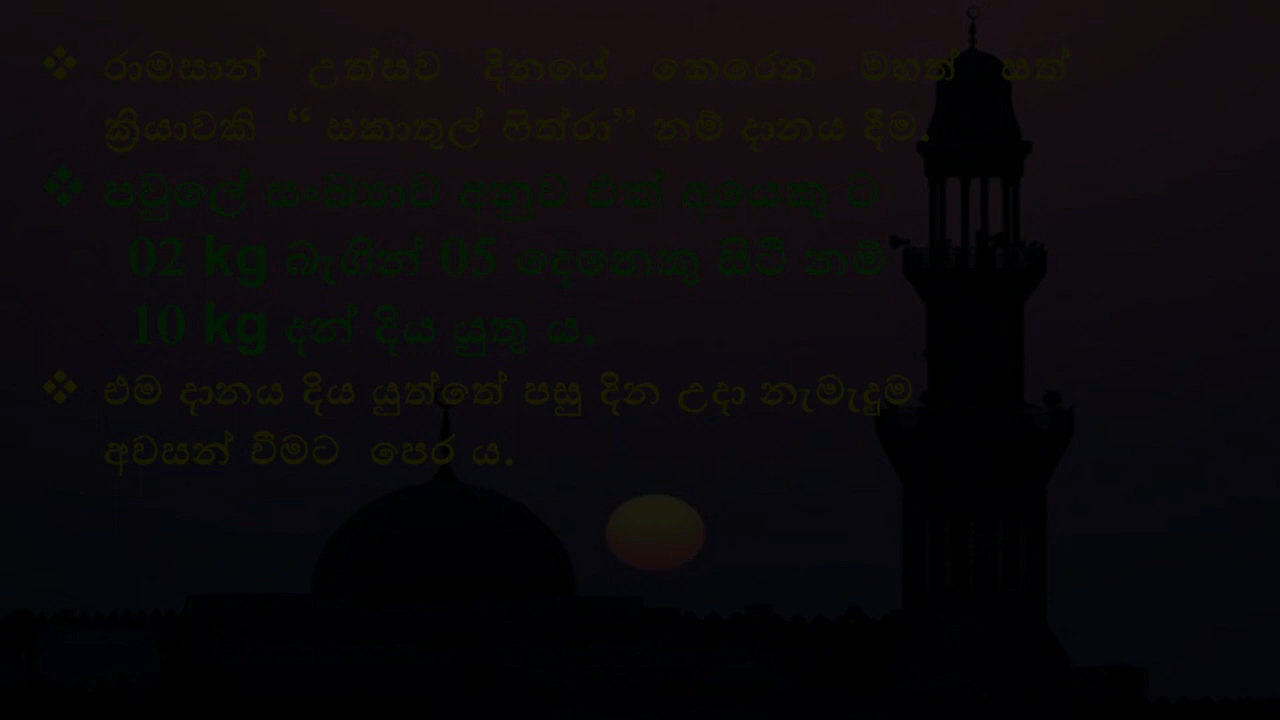 ❖ රාමසාන් උත්සව දිනයේ කෙරෙන මහත් සත්
ක්‍රියාවකි “ සකාතුල් ෆිත්රා” නම් දානය දීම.
❖ පවුලේ සංඛ්‍යාව අනුව එක් අයෙකු ට
02 kg බැගින් 05 දෙනෙකු සිටී නම්
10 kg දන් දිය යුතු ය.
❖ එම දානය දිය යුත්තේ පසු දින උදා නැමැදුම
අවසන් වීමට පෙර ය.